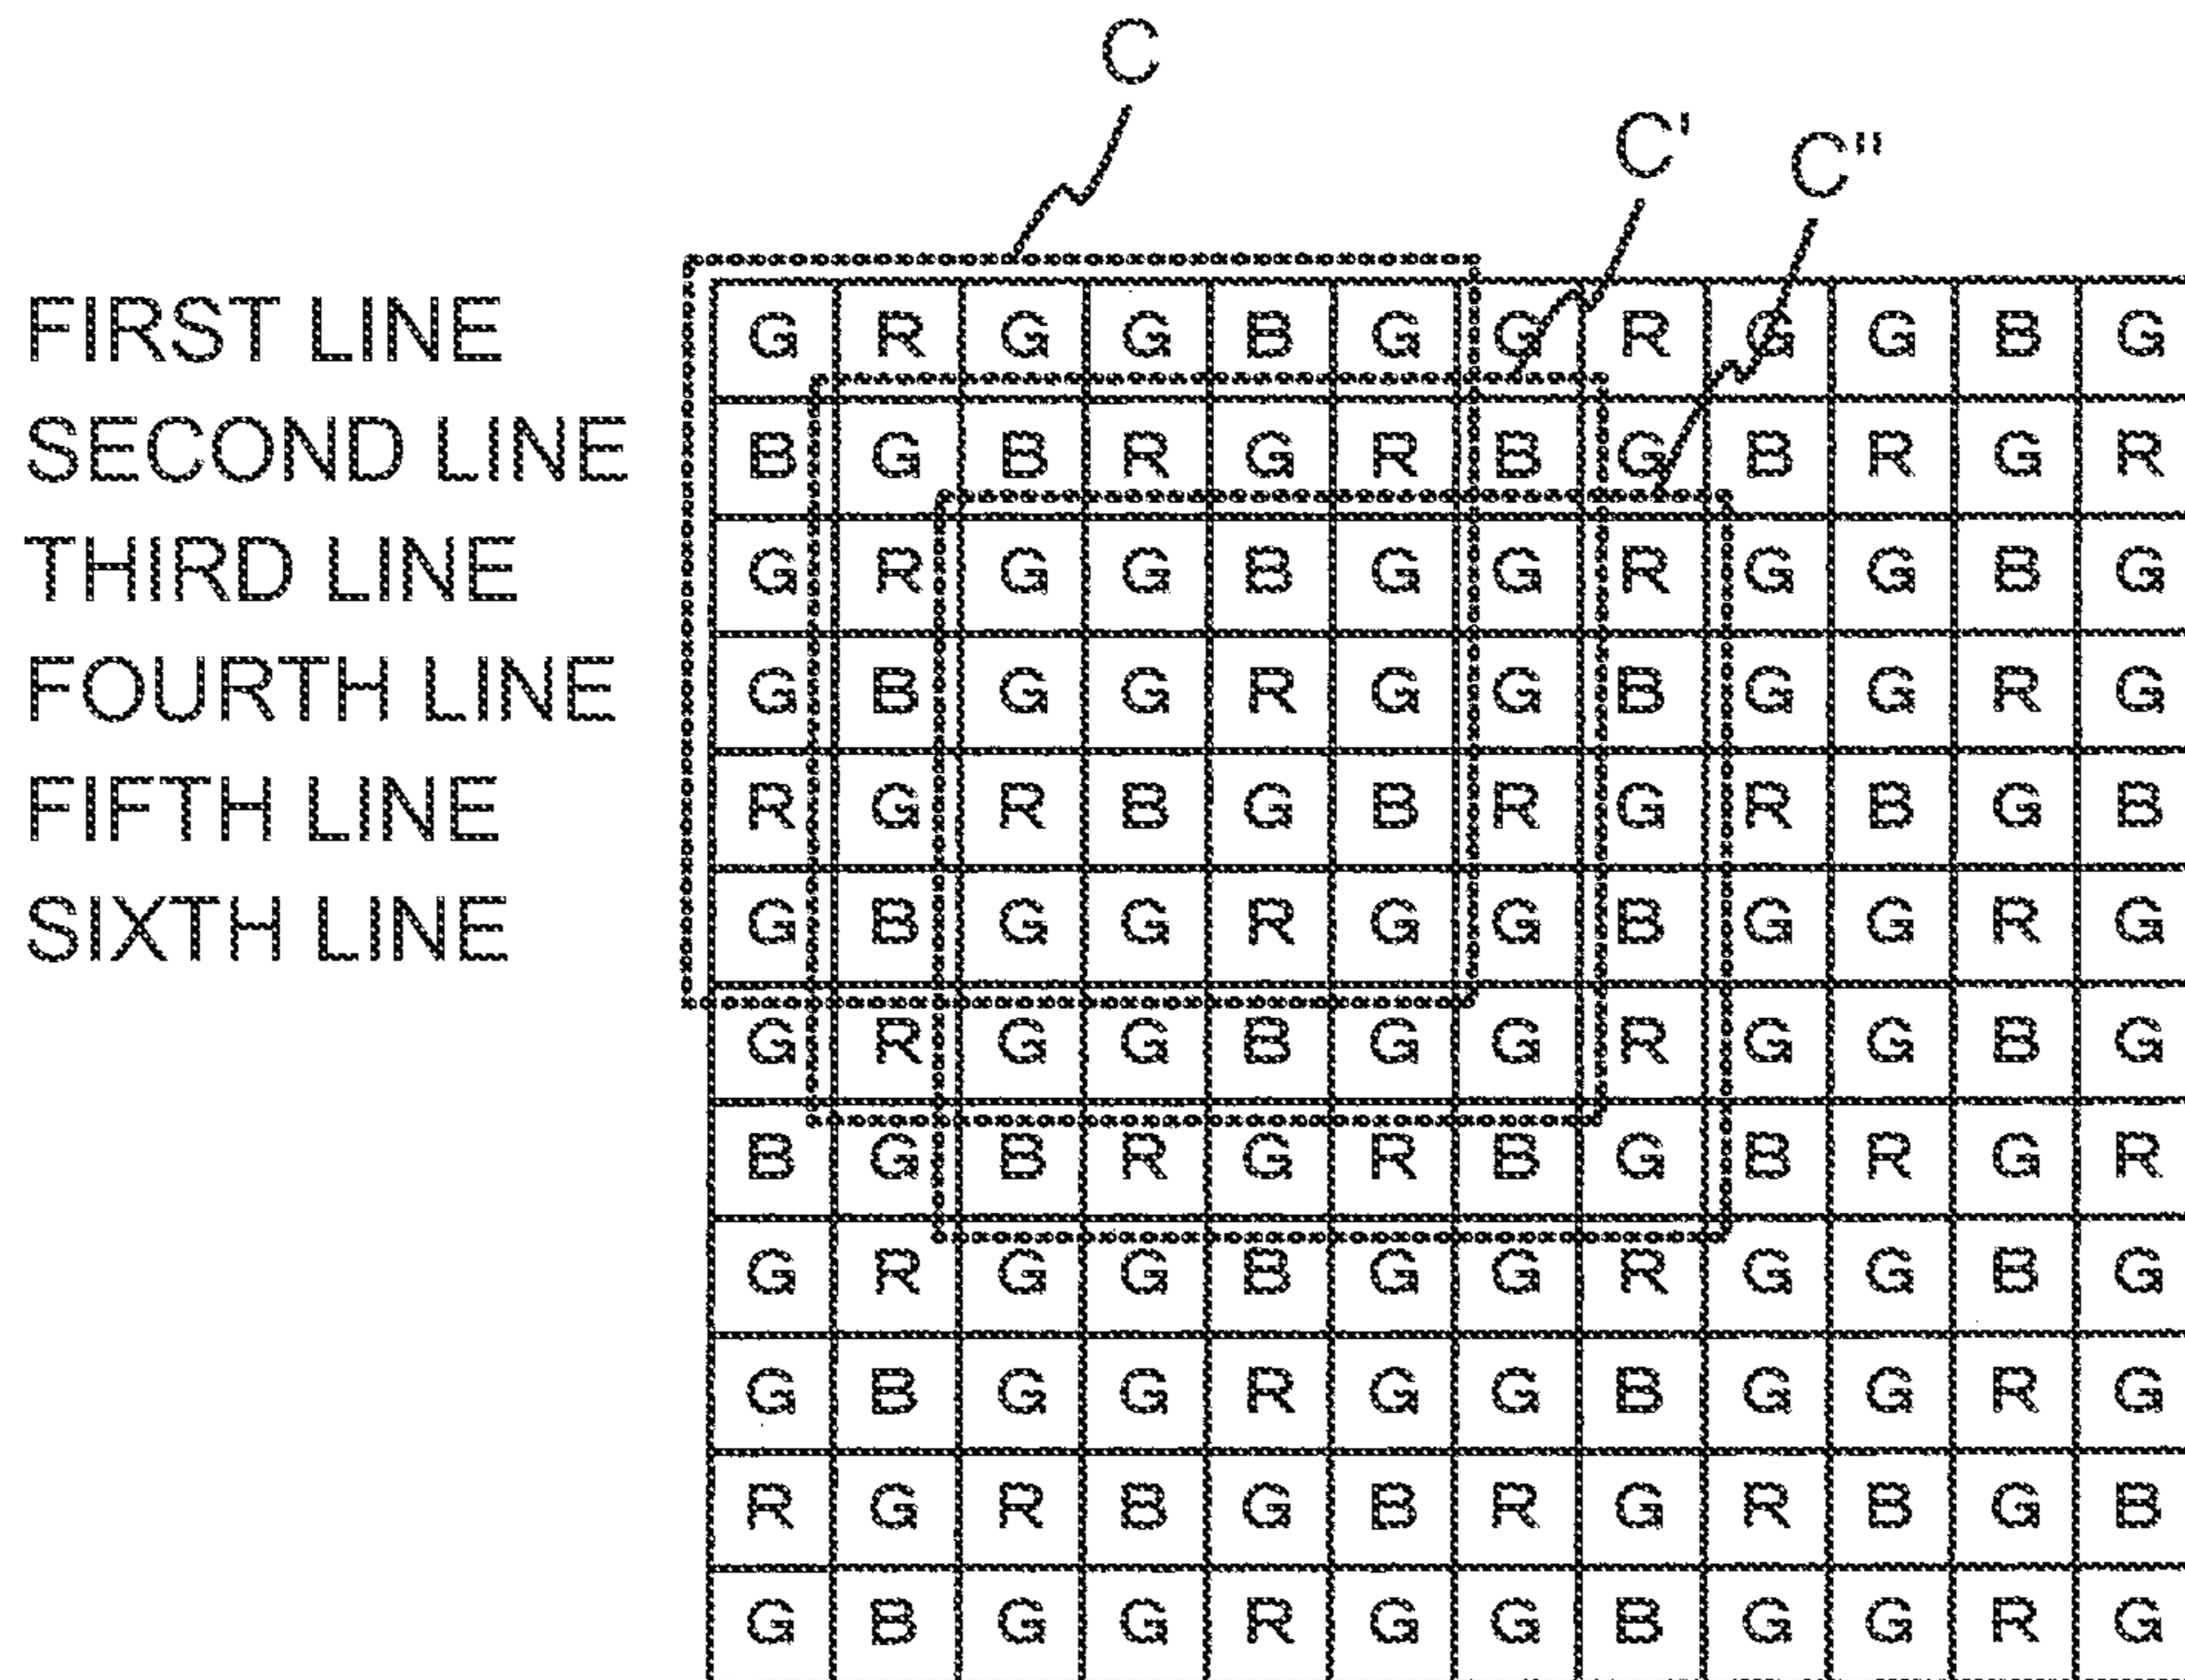 C
C'
C"
FIRST LINE G R G G B G G R G G B G
SECOND LINE B G B R G R B G B R G R
THIRD LINE G R G G B G G R G G B G
FOURTH LINE G B G G R G G B G G R G
FIFTH LINE R G R B G B R G R B G B
SIXTH LINE G B G G R G G B G G R G
G R G G B G G R G G B G
B G B R G R B G B R G R
G R G G B G G R G G B G
G B G G R G G B G G R G
R G R B G B R G R B G B
G B G G R G G B G G R G